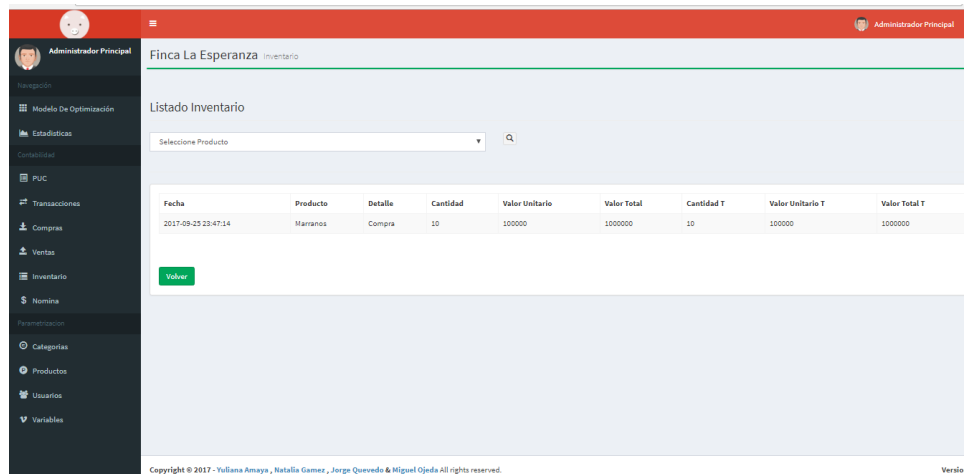 Administrador Principal
Administrador Principal
Finca La Esperanza Inventario
Navegación
Modelo De Optimización
Estadisticas
Contabilidad
PUC
Transacciones
Compras
Ventas
Inventario
$ Nomina
Parametrizacion
Categorias
Productos
Usuarios
Variables
Listado Inventario
Seleccione Producto
Fecha Producto Detalle Cantidad Valor Unitario Valor Total Cantidad T Valor Unitario T Valor Total T
2017-09-25 23:47:14 Marranos Compra 10 100000 1000000 10 100000 1000000
Volver
Copyright © 2017 - Yuliana Amaya , Natalia Gamez , Jorge Quevedo & Miguel Ojeda All rights reserved.
Versio